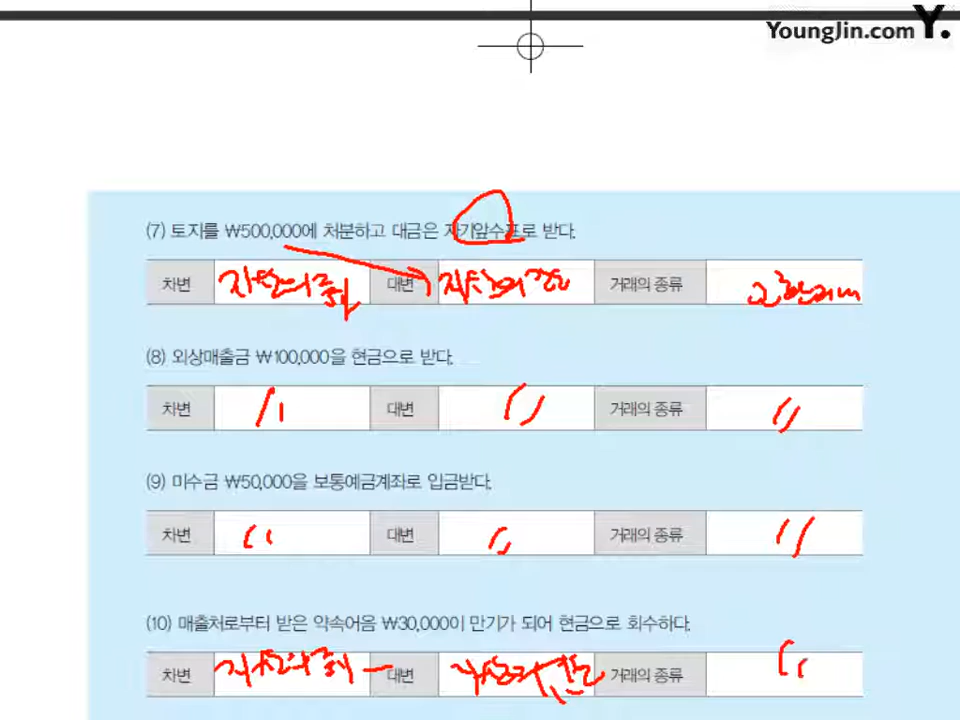 YoungJin.com Y.
(7) 토지를 ₩500,000에 처분하고 대금은 자기앞수표로 받다.
차변 자산의 증가 대변 자산의 감소 거래의 종류 교환거래
(8) 외상매출금 ₩100,000을 현금으로 받다.
차변 〃 대변 〃 거래의 종류 〃
(9) 미수금 ₩50,000을 보통예금계좌로 입금받다.
차변 〃 대변 〃 거래의 종류 〃
(10) 매출처로부터 받은 약속어음 ₩30,000이 만기가 되어 현금으로 회수하다.
차변 자산의 증가 대변 자산의 감소 거래의 종류 〃